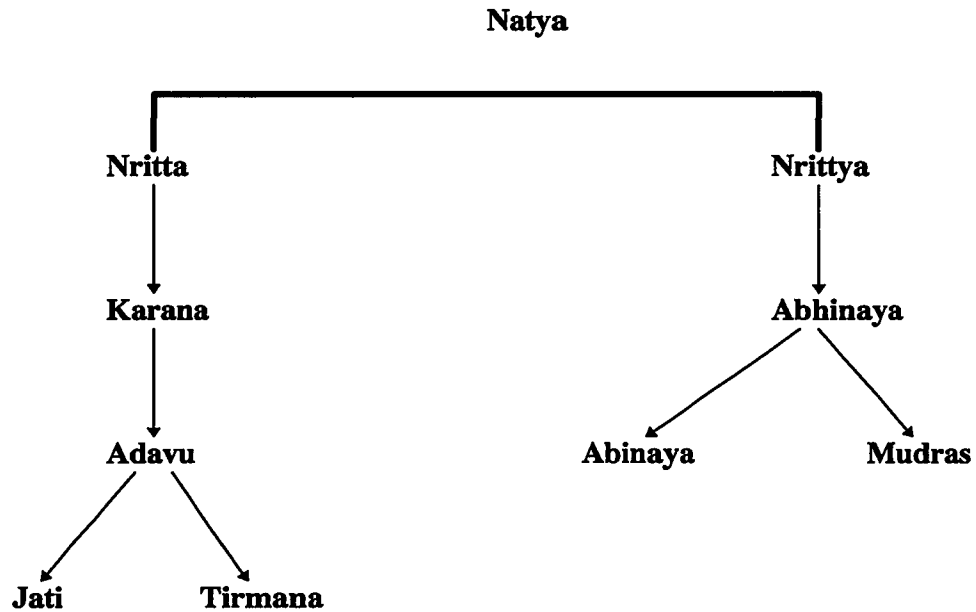 Natya
Nritta
Nrittya
Karana
Abhinaya
Adavu
Abinaya
Mudras
Jati
Tirmana